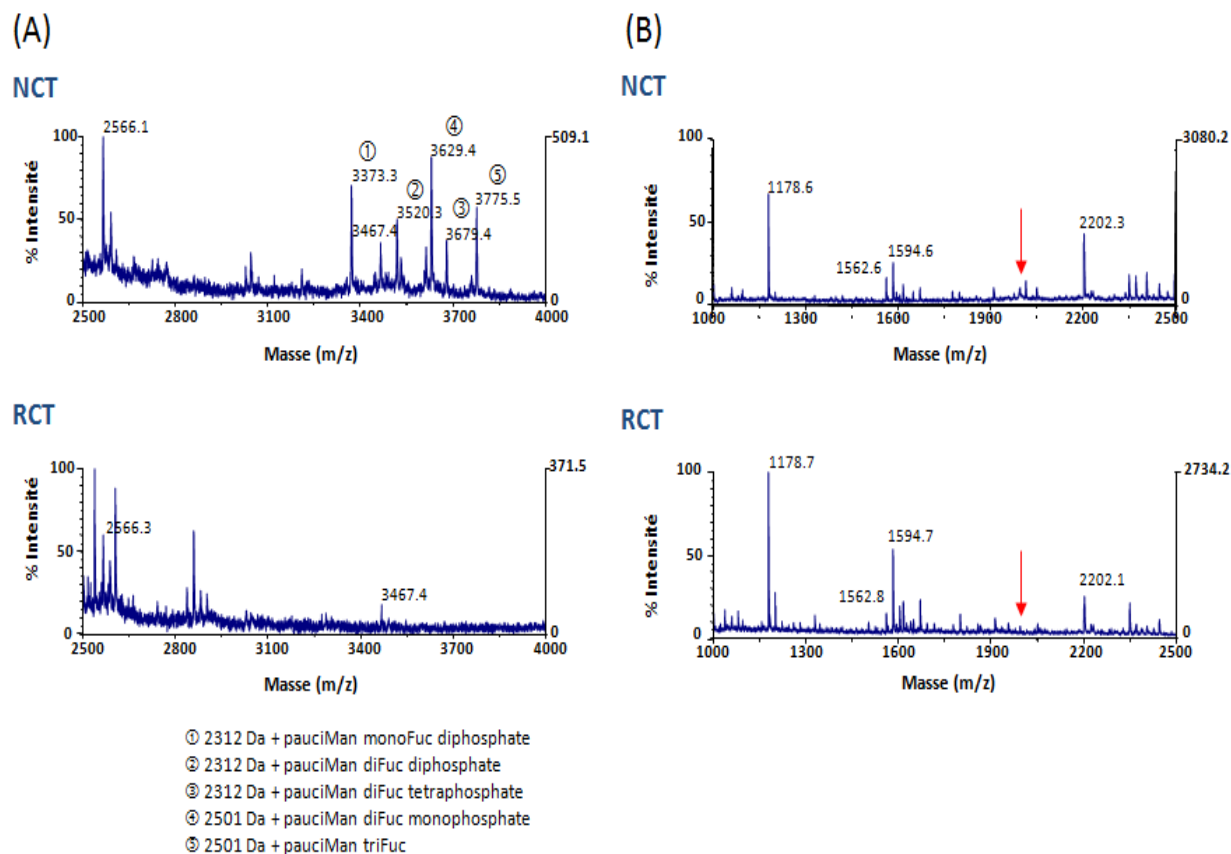 (A)
NCT
2566.1
① 3373.3
3467.4
② 3520.3
④ 3629.4
③ 3679.4
⑤ 3775.5
509.1
100
50
0
0
% Intensité
2500 2800 3100 3400 3700 4000
Masse (m/z)
RCT
2566.3
3467.4
371.5
100
50
0
0
% Intensité
2500 2800 3100 3400 3700 4000
Masse (m/z)
① 2312 Da + pauciMan monoFuc diphosphate
② 2312 Da + pauciMan diFuc diphosphate
③ 2312 Da + pauciMan diFuc tetraphosphate
④ 2501 Da + pauciMan diFuc monophosphate
⑤ 2501 Da + pauciMan triFuc
(B)
NCT
1178.6
1562.6
1594.6
2202.3
3080.2
100
50
0
0
% Intensité
1000 1300 1600 1900 2200 2500
Masse (m/z)
RCT
1178.7
1594.7
1562.8
2202.1
2734.2
100
50
0
0
% Intensité
1000 1300 1600 1900 2200 2500
Masse (m/z)